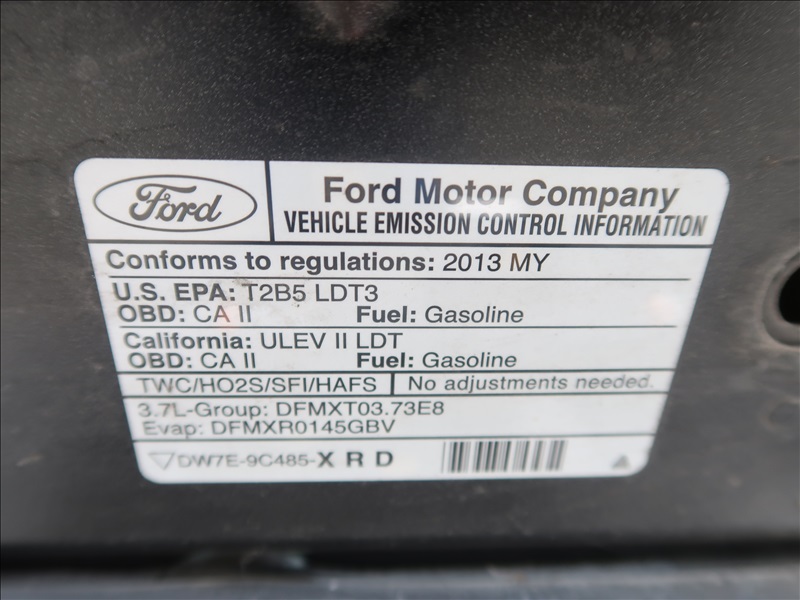 Ford
Ford Motor Company
VEHICLE EMISSION CONTROL INFORMATION
Conforms to regulations: 2013 MY
U.S. EPA: T2B5 LDT3
OBD: CA II Fuel: Gasoline
California: ULEV II LDT
OBD: CA II Fuel: Gasoline
TWC/HO2S/SFI/HAFS No adjustments needed.
3.7L-Group: DFMXT03.73E8
Evap: DFMXR0145GBV
DW7E-9C485-X R D